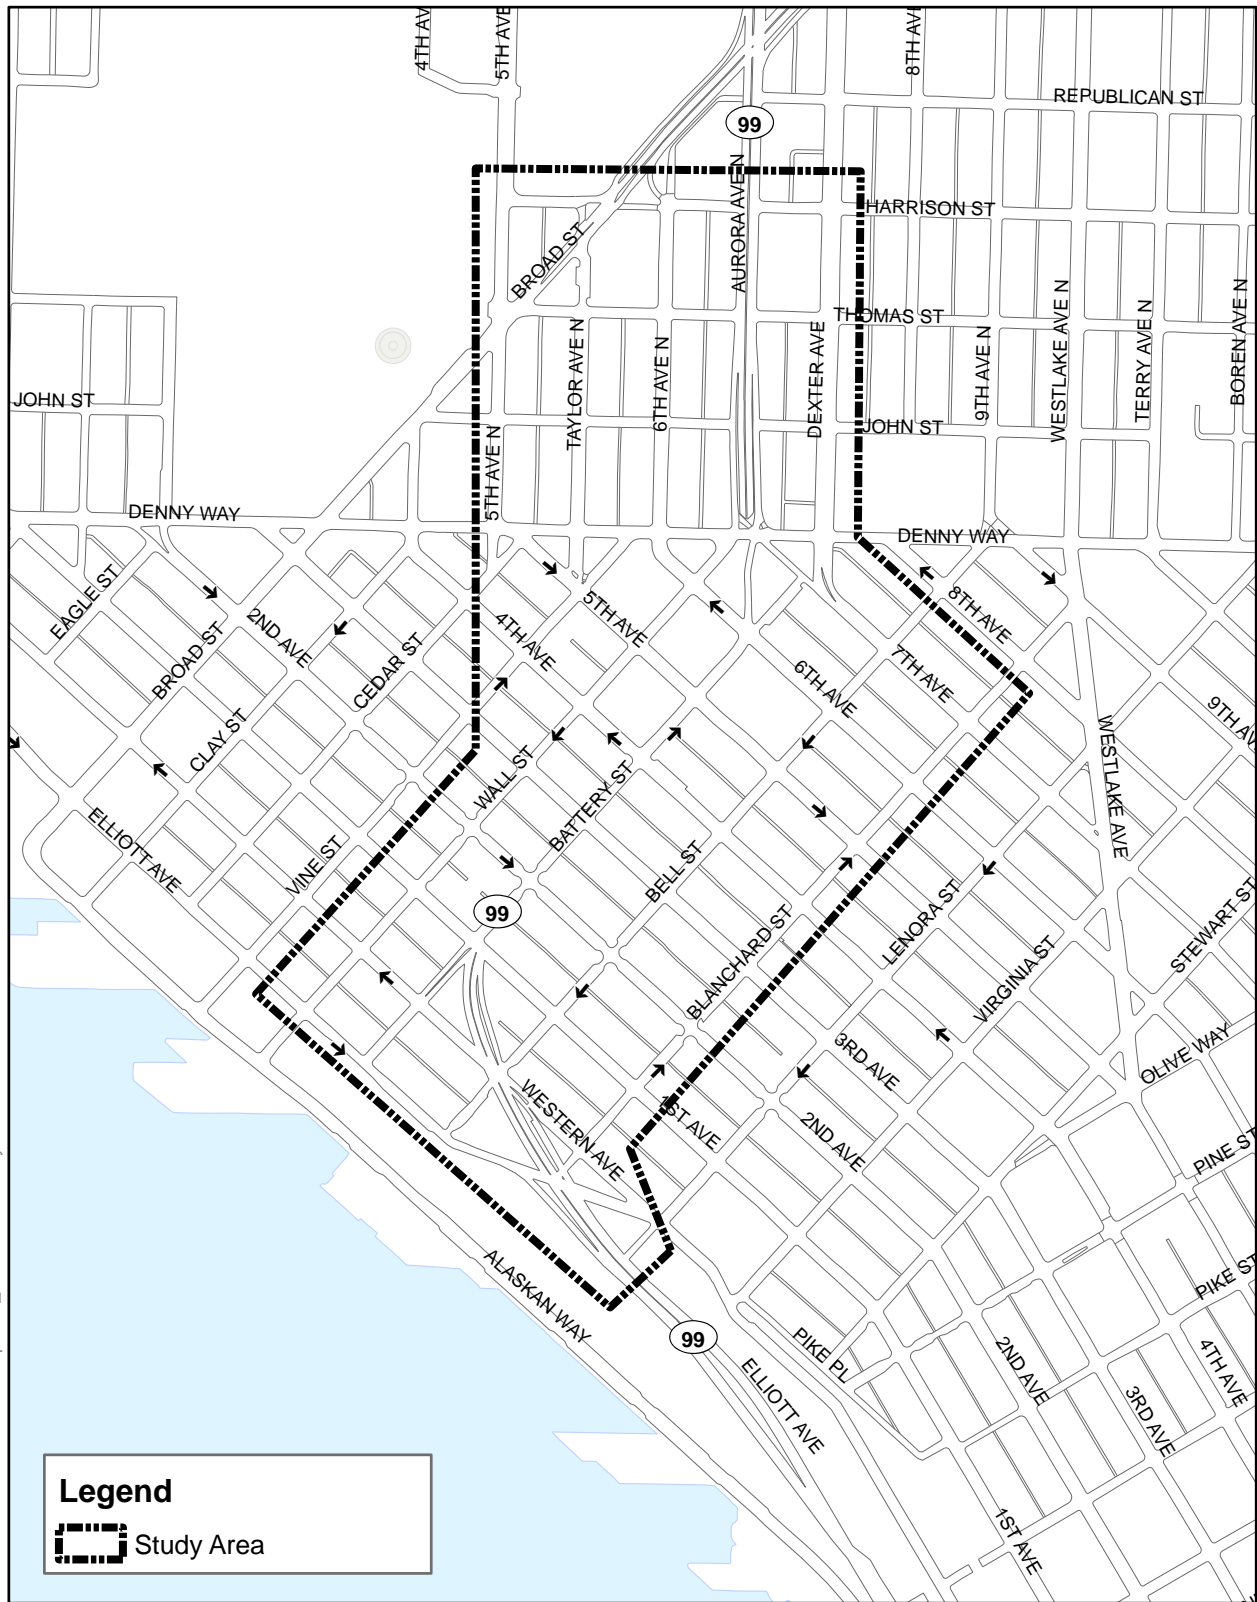 4TH AV
5TH AVE
8TH AVE
REPUBLICAN ST
99
AURORA AVE N
HARRISON ST
BROAD ST
THOMAS ST
TAYLOR AVE N
6TH AVE N
DEXTER AVE
9TH AVE N
WESTLAKE AVE N
TERRY AVE N
BOREN AVE N
JOHN ST
JOHN ST
5TH AVE N
DENNY WAY
DENNY WAY
EAGLE ST
BROAD ST
2ND AVE
CEDAR ST
4TH AVE
5TH AVE
8TH AVE
7TH AVE
6TH AVE
9TH AV
CLAY ST
WALL ST
BATTERY ST
WESTLAKE AVE
ELLIOTT AVE
VINE ST
BELL ST
99
BLANCHARD ST
LENORA ST
VIRGINIA ST
STEWART ST
OLIVE WAY
3RD AVE
WESTERN AVE
1ST AVE
2ND AVE
PINE ST
PIKE ST
ALASKAN WAY
99
PIKE PL
ELLIOTT AVE
2ND AVE
3RD AVE
4TH AVE
1ST AVE
Legend
Study Area